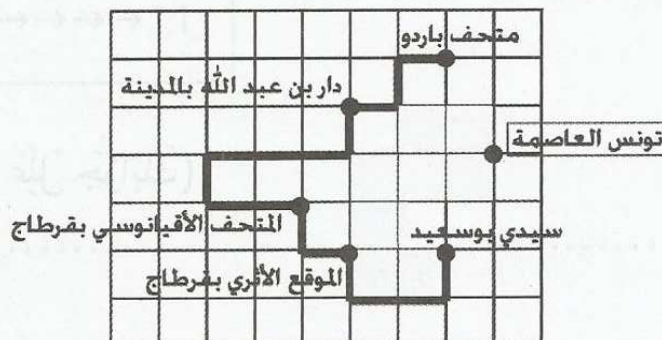 متحف باردو
دار بن عبد الله بالمدينة
تونس العاصمة
المتحف الأقيانوسي بقرطاج
سيدي بوسعيد
الموقع الأثري بقرطاج